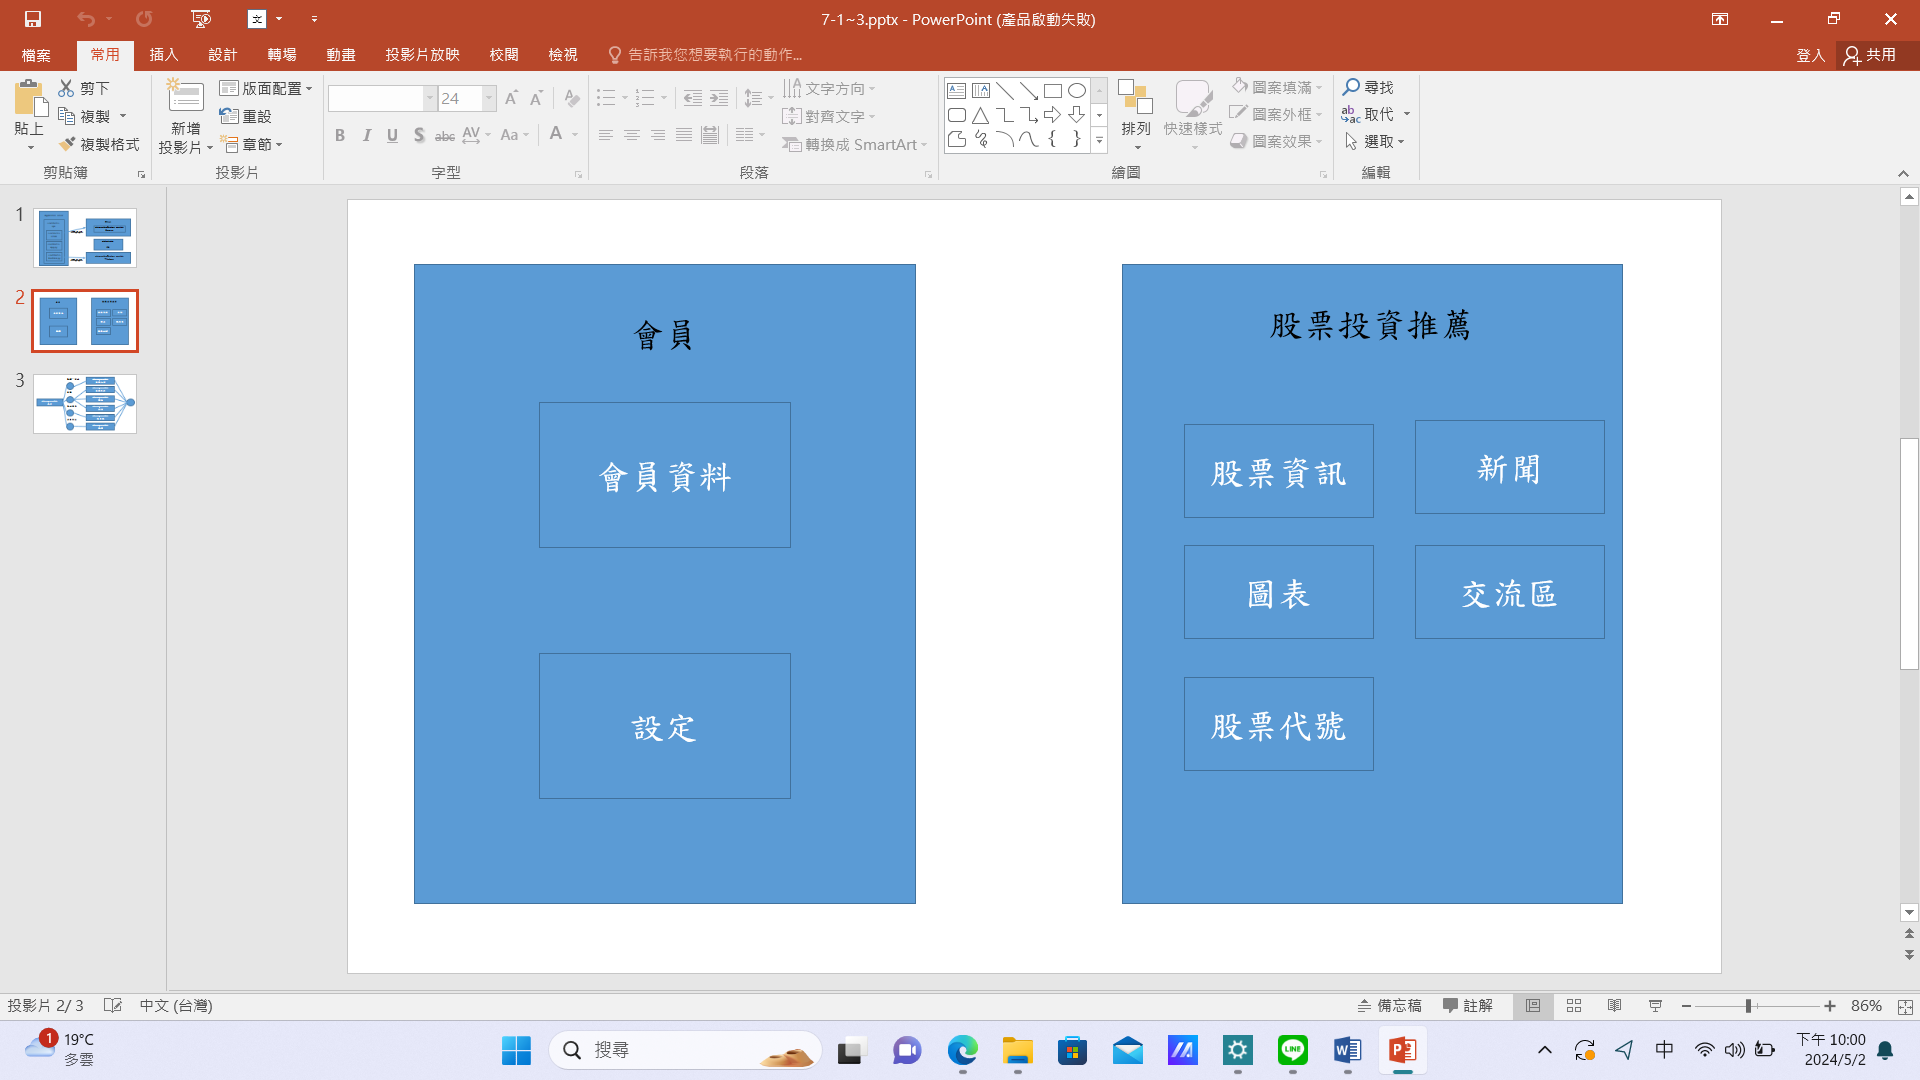 7-1~3.pptx - PowerPoint (產品啟動失敗)
檔案 常用 插入 設計 轉場 動畫 投影片放映 校閱 檢視 告訴我您想要執行的動作... 登入 共用
貼上 剪下 複製 複製格式 剪貼簿
新增 投影片 版面配置 重設 章節 投影片
24
B I U S abc AV Aa A 字型
文字方向 對齊文字 轉換成 SmartArt 段落
排列 快速樣式 圖案填滿 圖案外框 圖案效果 繪圖
尋找 取代 選取 編輯
1
2
3
會員
會員資料
設定
股票投資推薦
股票資訊 新聞
圖表 交流區
股票代號
投影片 2/ 3 中文 (台灣) 備忘稿 註解 86%
1 19°C
多雲
搜尋
中
下午 10:00
2024/5/2